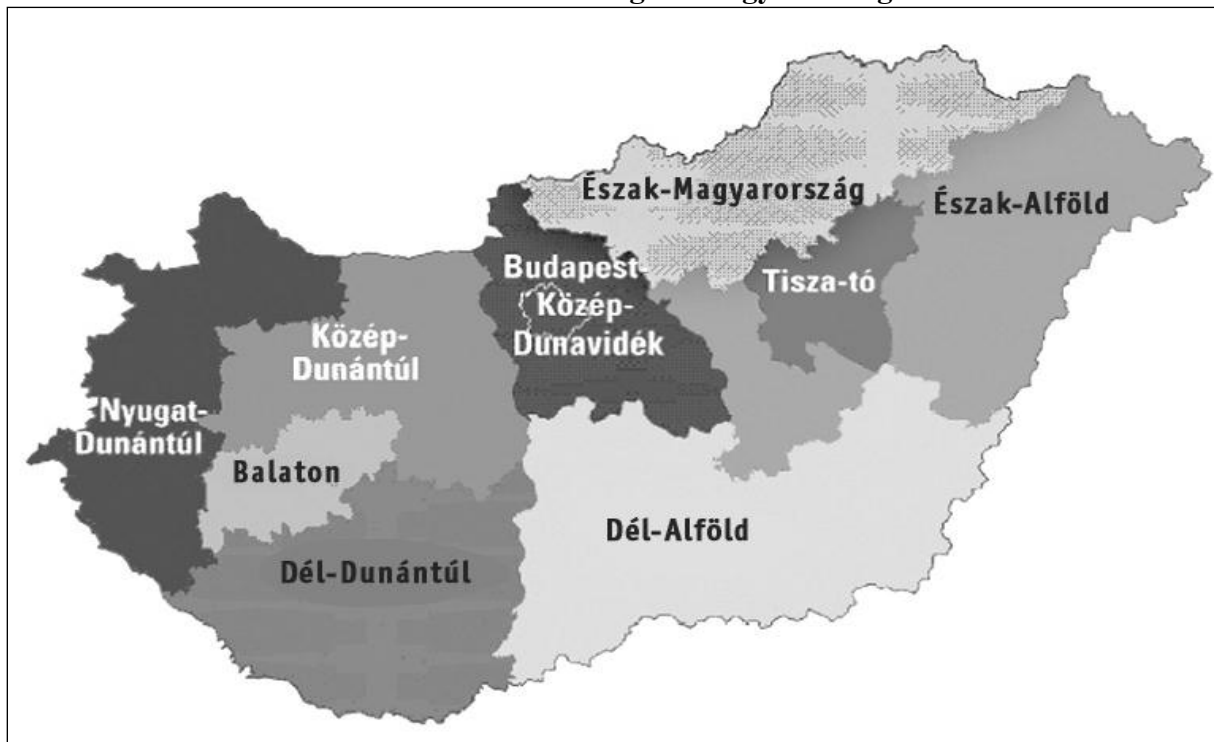 Észak-Magyarország
Észak-Alföld
Budapest-
Közép-
Dunavidék
Tisza-tó
Közép-
Dunántúl
Nyugat-
Dunántúl
Balaton
Dél-Alföld
Dél-Dunántúl